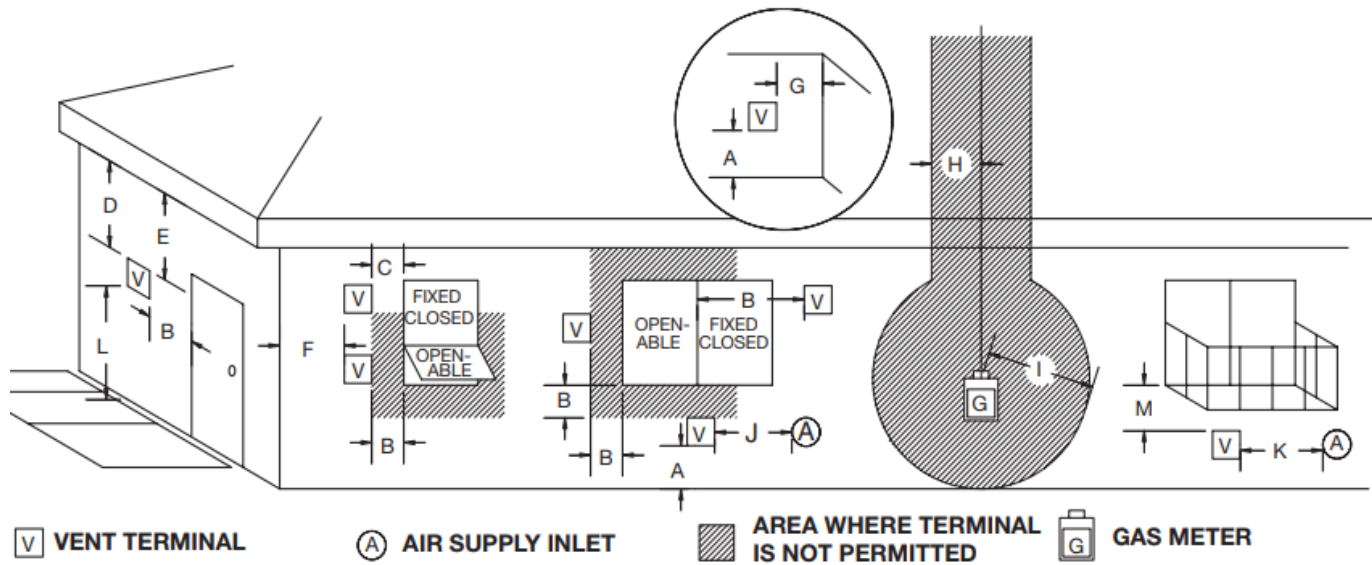 G
V
A
H
D
E
C
V
FIXED
CLOSED
V
B
L
F
V
OPEN-
ABLE
B
V
OPEN-
ABLE
FIXED
CLOSED
B
V
B
B
V
J
A
A
I
G
M
V
K
A
V VENT TERMINAL
A AIR SUPPLY INLET
AREA WHERE TERMINAL
IS NOT PERMITTED
G GAS METER